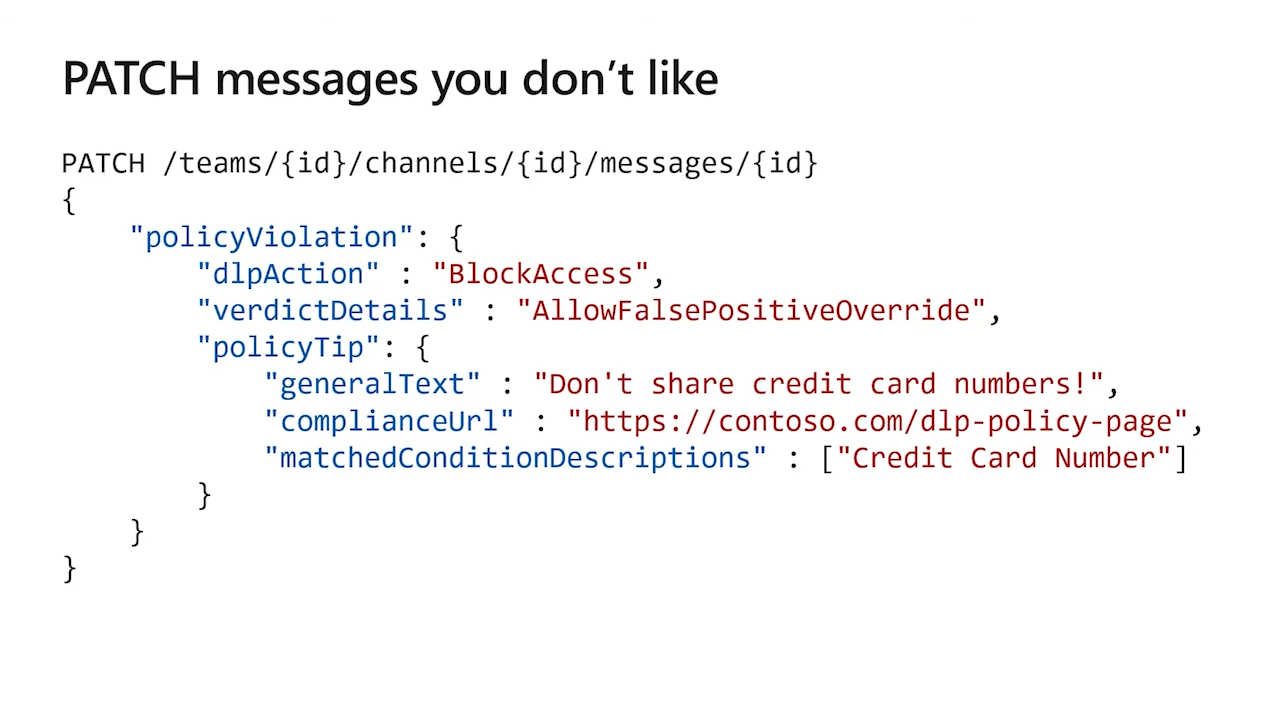 PATCH messages you don’t like
PATCH /teams/{id}/channels/{id}/messages/{id}
{
"policyViolation": {
"dlpAction" : "BlockAccess",
"verdictDetails" : "AllowFalsePositiveOverride",
"policyTip": {
"generalText" : "Don't share credit card numbers!",
"complianceUrl" : "https://contoso.com/dlp-policy-page",
"matchedConditionDescriptions" : ["Credit Card Number"]
}
}
}